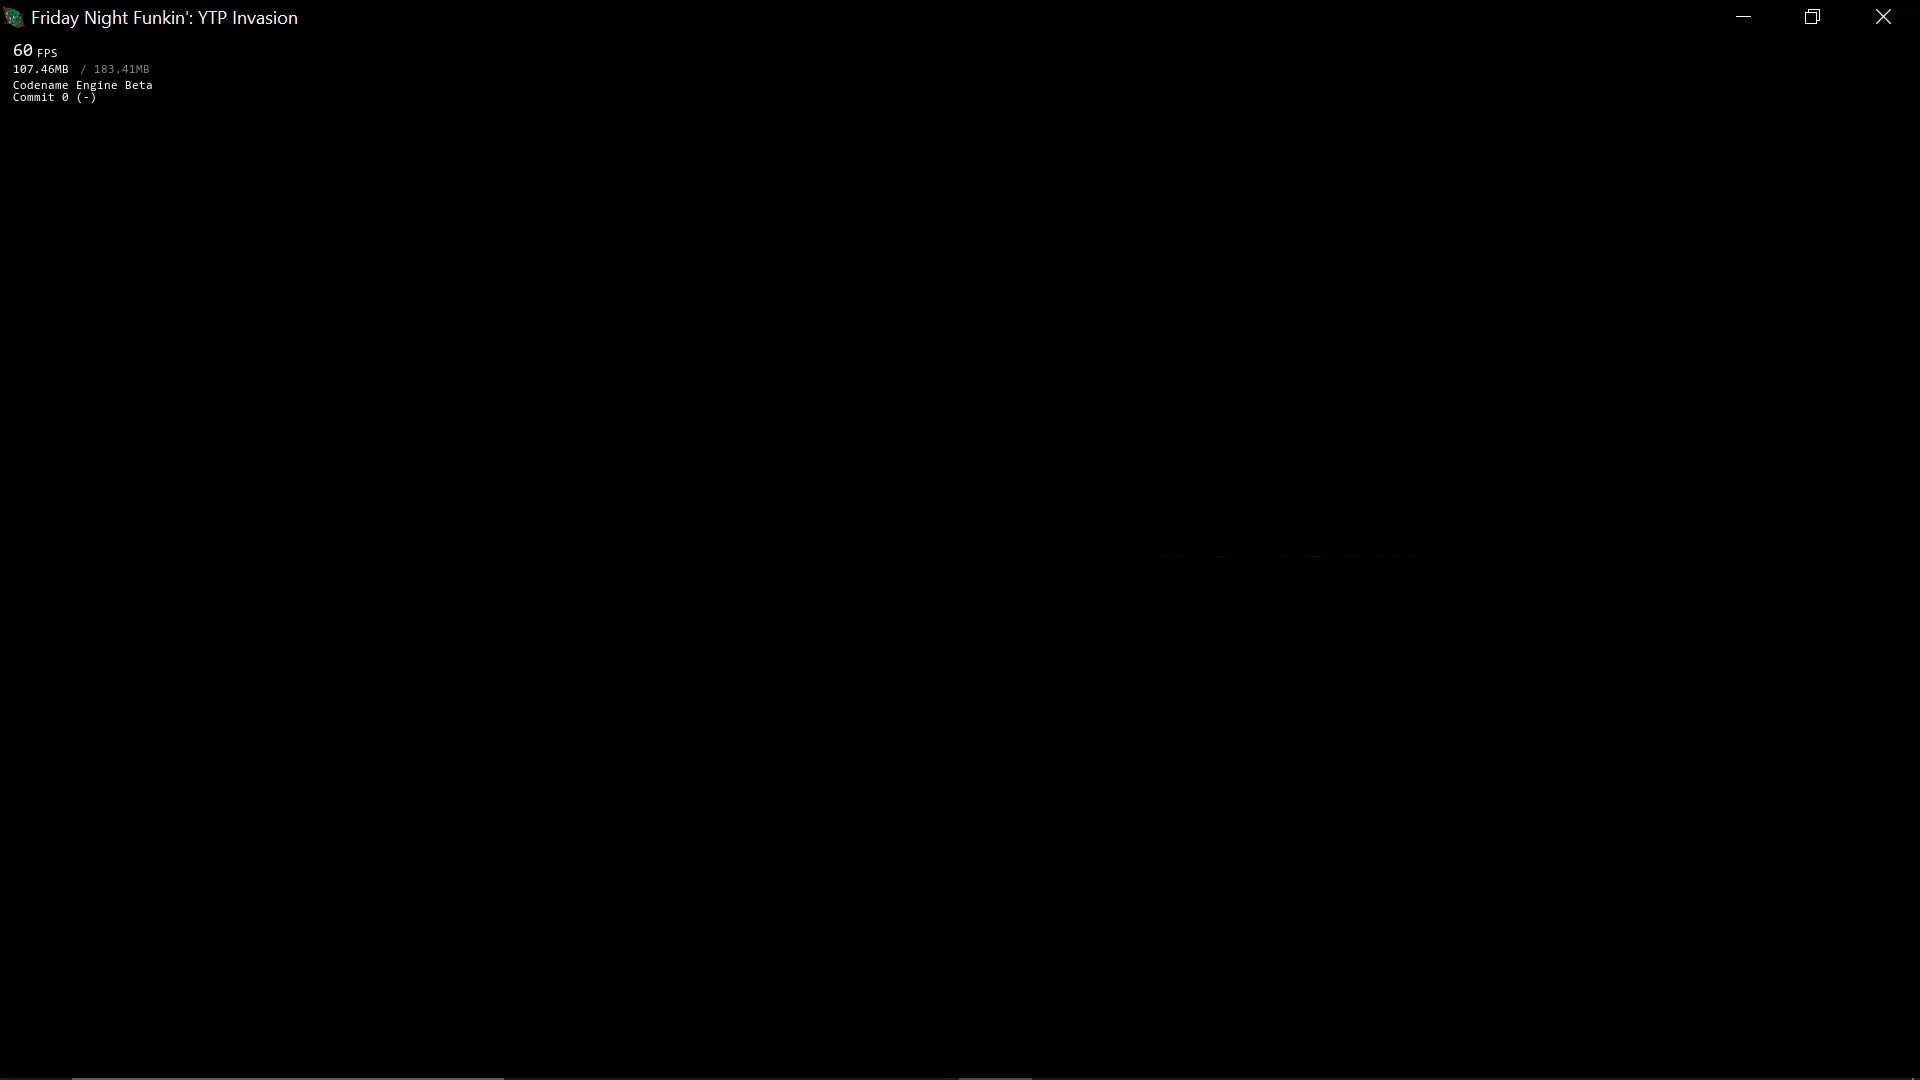 Friday Night Funkin': YTP Invasion
60 FPS
107.46MB / 183.41MB
Codename Engine Beta
Commit 0 (-)